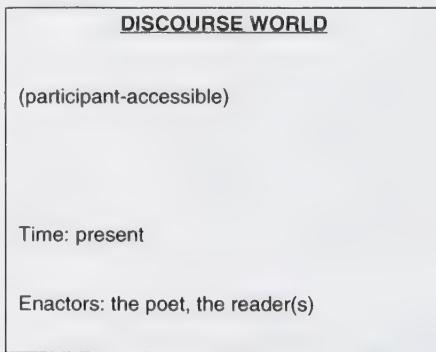 DISCOURSE WORLD
(participant-accessible)
Time: present
Enactors: the poet, the reader(s)